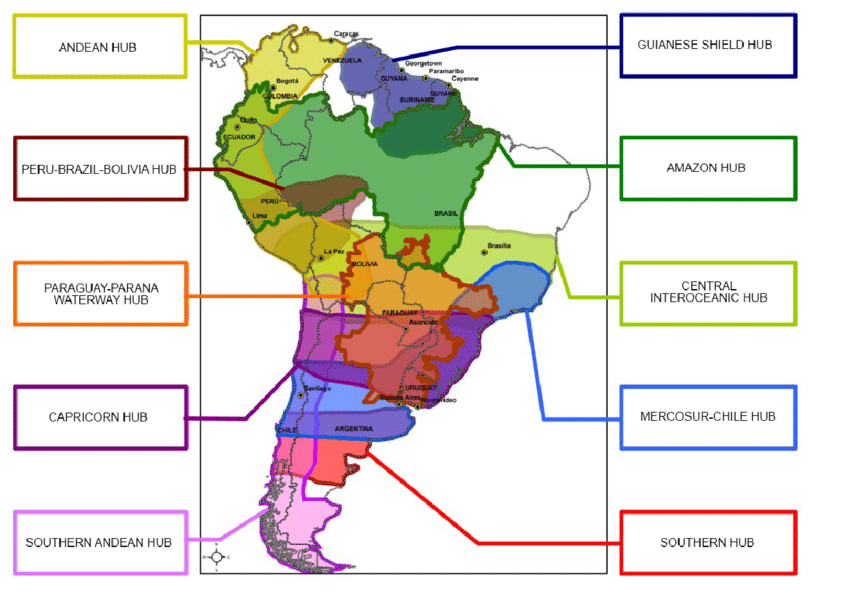 ANDEAN HUB
PERU-BRAZIL-BOLIVIA HUB
PARAGUAY-PARANA
WATERWAY HUB
CAPRICORN HUB
SOUTHERN ANDEAN HUB
Caracas
VENEZUELA
Georgetown
Paramaribo
GUYANA
Cayenne
GUYANE
SURINAME
Bogotá
COLOMBIA
Quito
ECUADOR
PERU
Lima
BRASIL
Brasilia
La Paz
BOLIVIA
PARAGUAY
Asunción
URUGUAY
Santiago
Buenos Aires
Montevideo
CHILE
ARGENTINA
GUIANESE SHIELD HUB
AMAZON HUB
CENTRAL
INTEROCEANIC HUB
MERCOSUR-CHILE HUB
SOUTHERN HUB